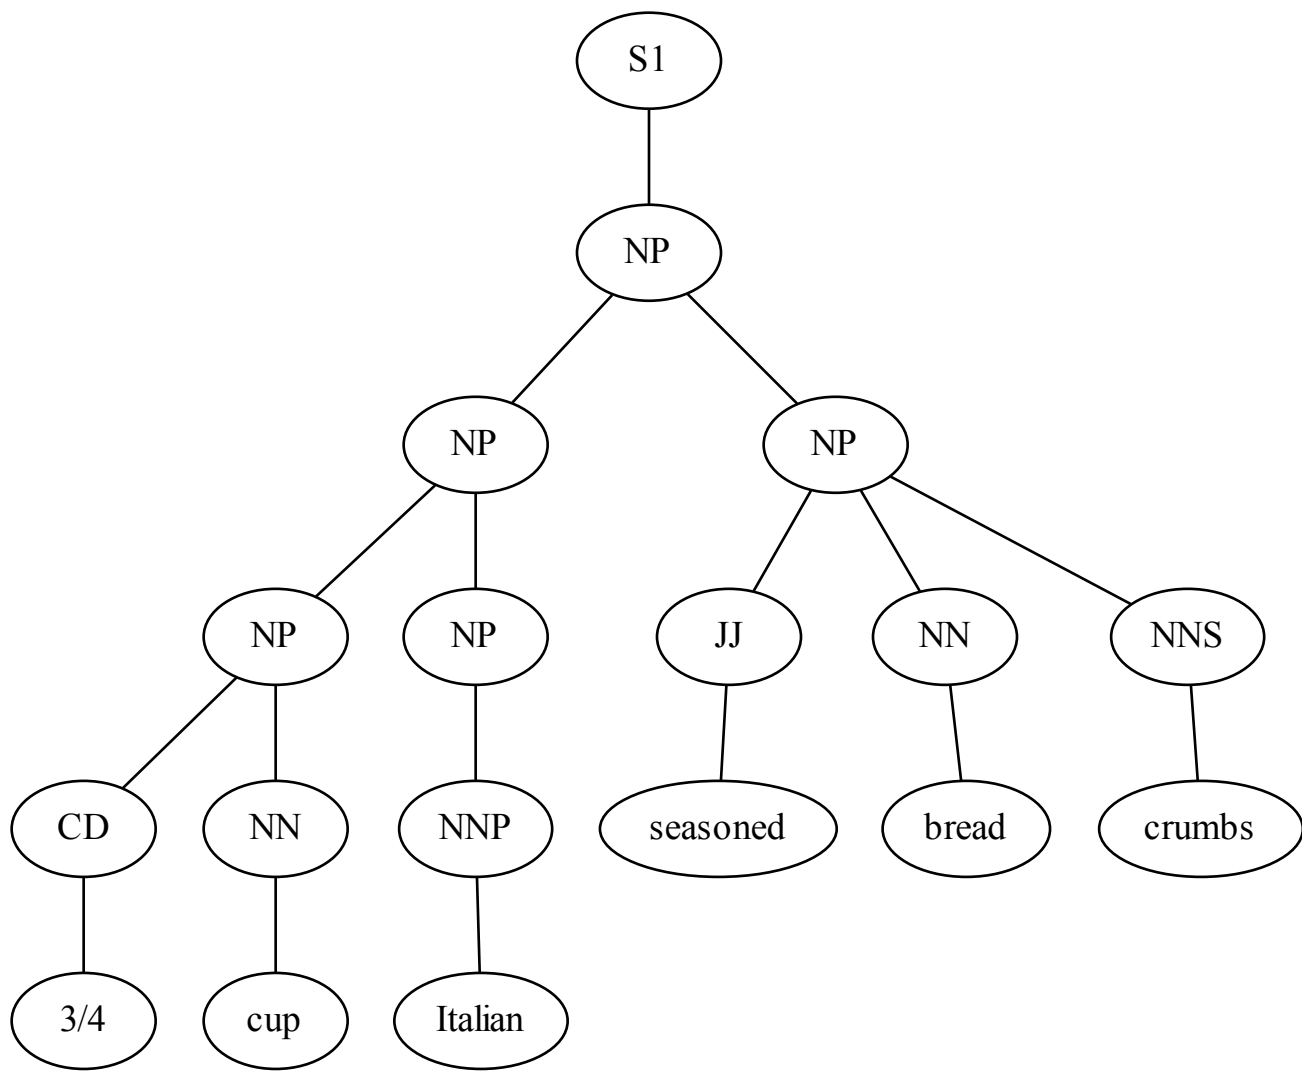 S1
NP
NP NP
NP NP JJ NN NNS
CD NN NNP seasoned bread crumbs
3/4 cup Italian